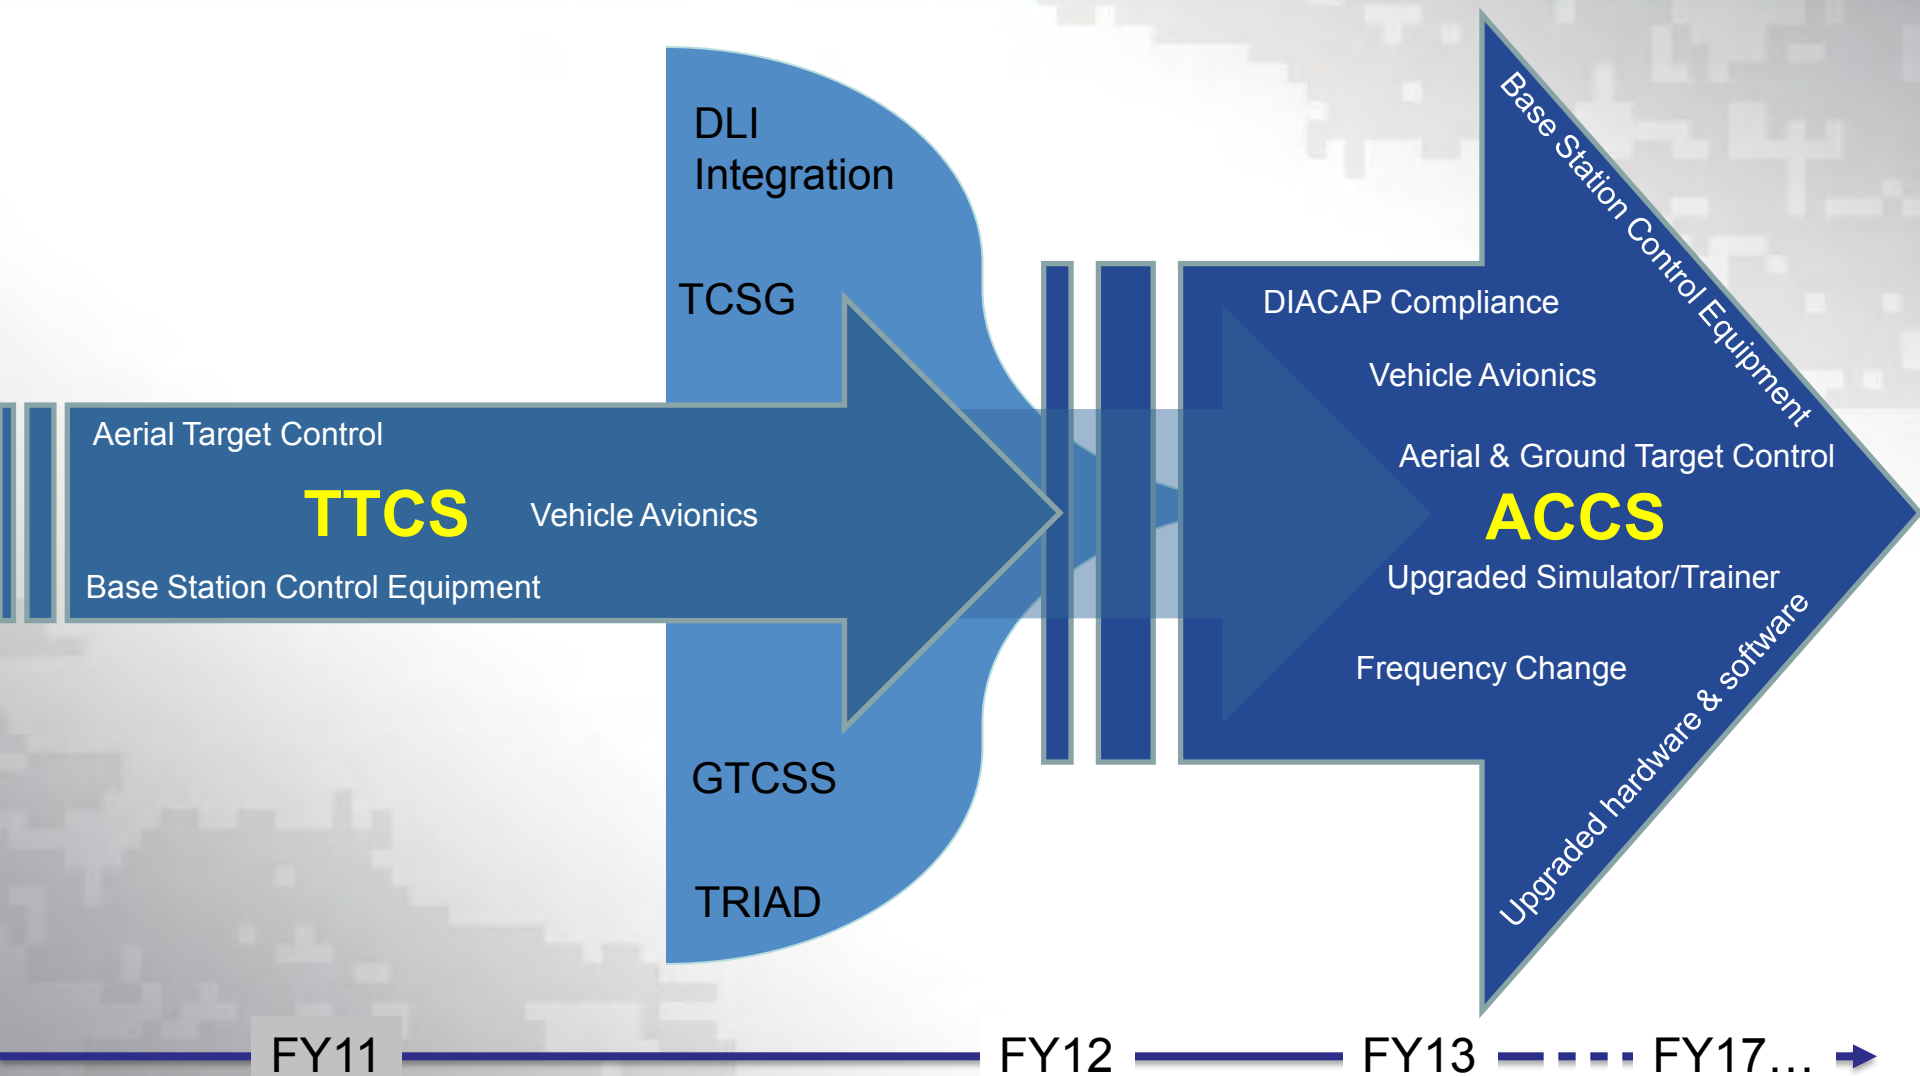 DLI
Integration
TCSG
Aerial Target Control
TTCS
Vehicle Avionics
Base Station Control Equipment
GTCSS
TRIAD
Base Station Control Equipment
DIACAP Compliance
Vehicle Avionics
Aerial & Ground Target Control
ACCS
Upgraded Simulator/Trainer
Frequency Change
Upgraded hardware & software
FY11
FY12
FY13
FY17...